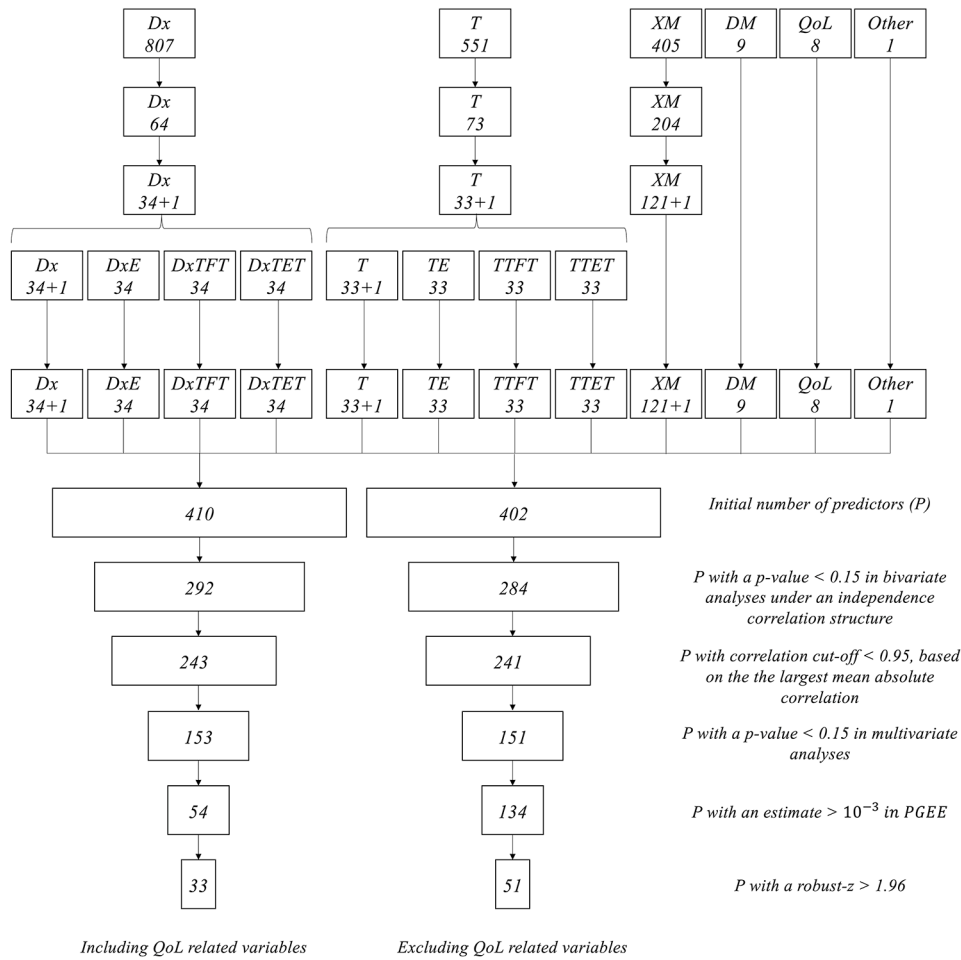 Dx
807
T
551
XM
405
DM
9
QoL
8
Other
1
Dx
64
T
73
XM
204
Dx
34+1
T
33+1
XM
121+1
Dx
34+1
DxE
34
DxTFT
34
DxTET
34
T
33+1
TE
33
TTFT
33
TTET
33
Dx
34+1
DxE
34
DxTFT
34
DxTET
34
T
33+1
TE
33
TTFT
33
TTET
33
XM
121+1
DM
9
QoL
8
Other
1
410
402
Initial number of predictors (P)
292
284
P with a p-value < 0.15 in bivariate
analyses under an independence
correlation structure
243
241
P with correlation cut-off < 0.95, based
on the the largest mean absolute
correlation
153
151
P with a p-value < 0.15 in multivariate
analyses
54
134
P with an estimate > 10⁻³ in PGEE
33
51
P with a robust-z > 1.96
Including QoL related variables
Excluding QoL related variables